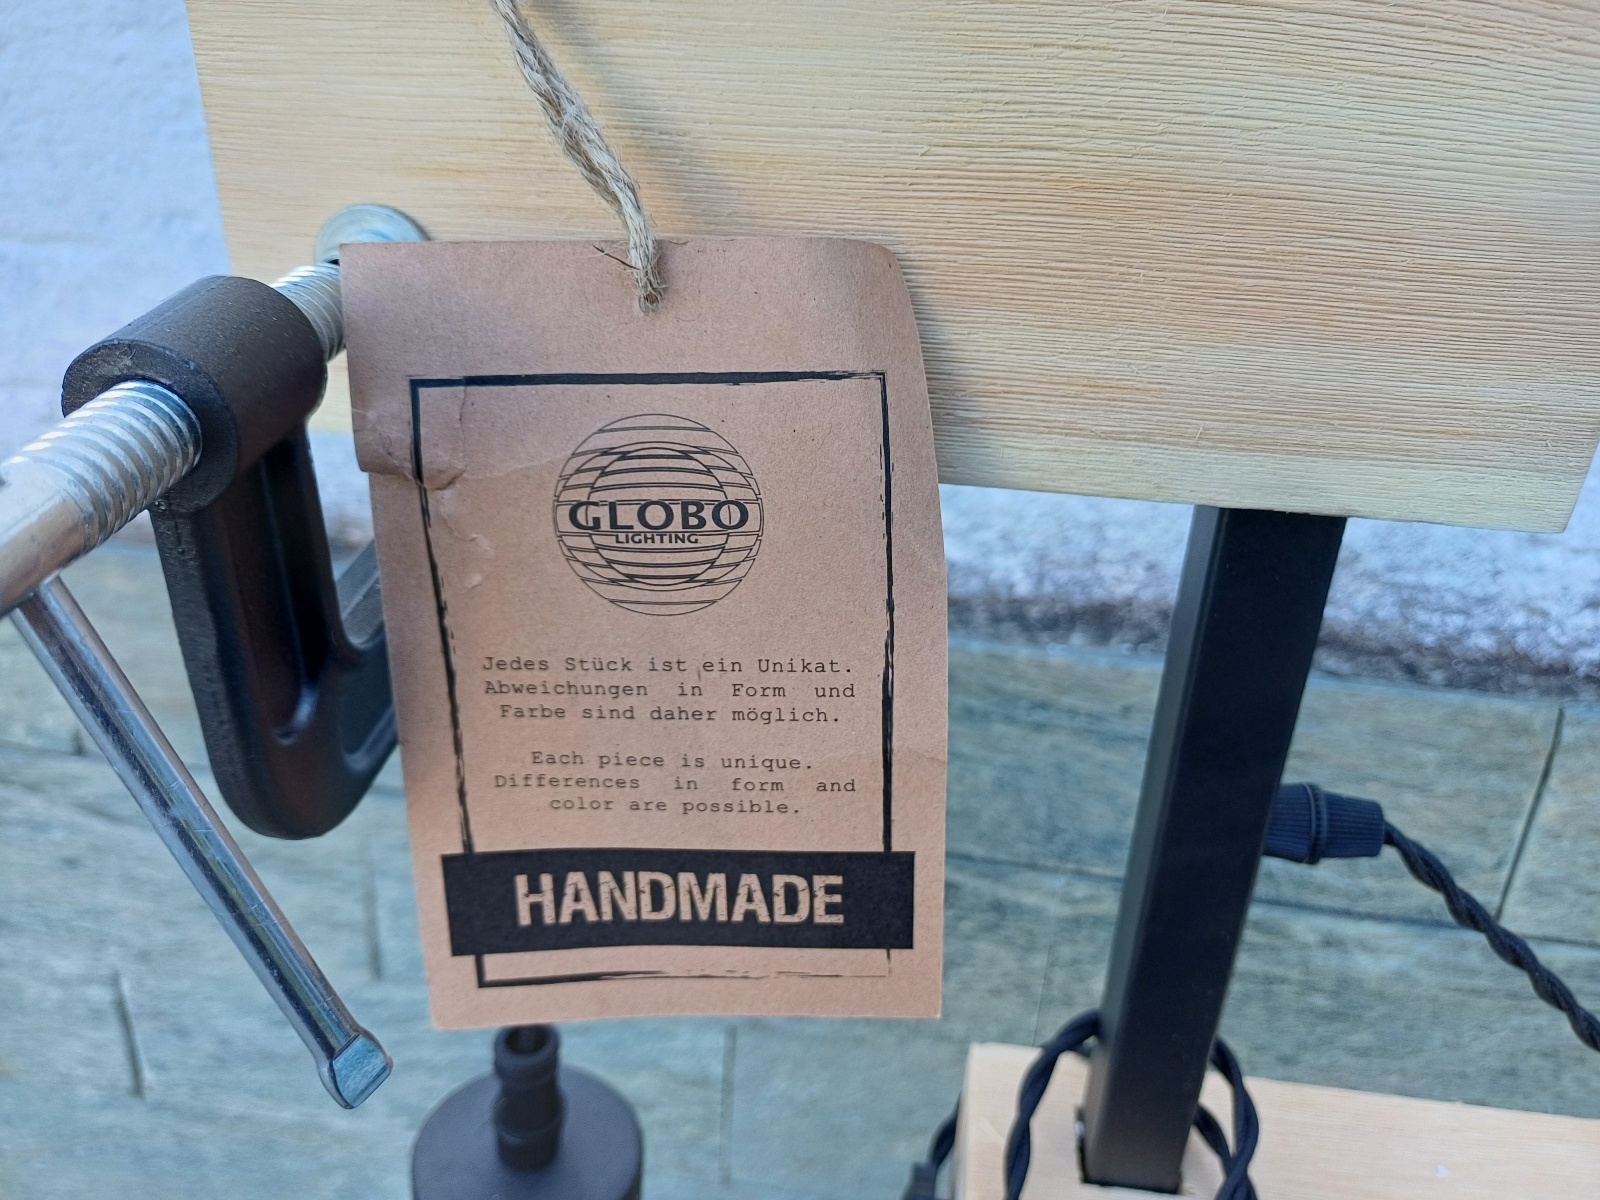 GLOBO
LIGHTING
Jedes Stück ist ein Unikat.
Abweichungen in Form und
Farbe sind daher möglich.
Each piece is unique.
Differences in form and
color are possible.
HANDMADE